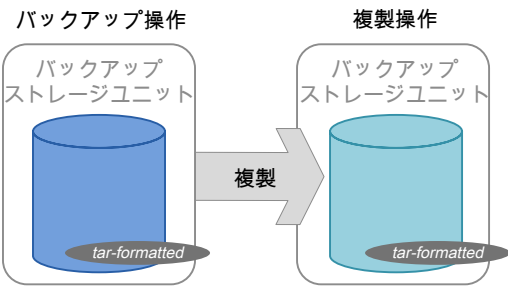 バックアップ操作
複製操作
バックアップ
ストレージユニット
バックアップ
ストレージユニット
複製
tar-formatted
tar-formatted